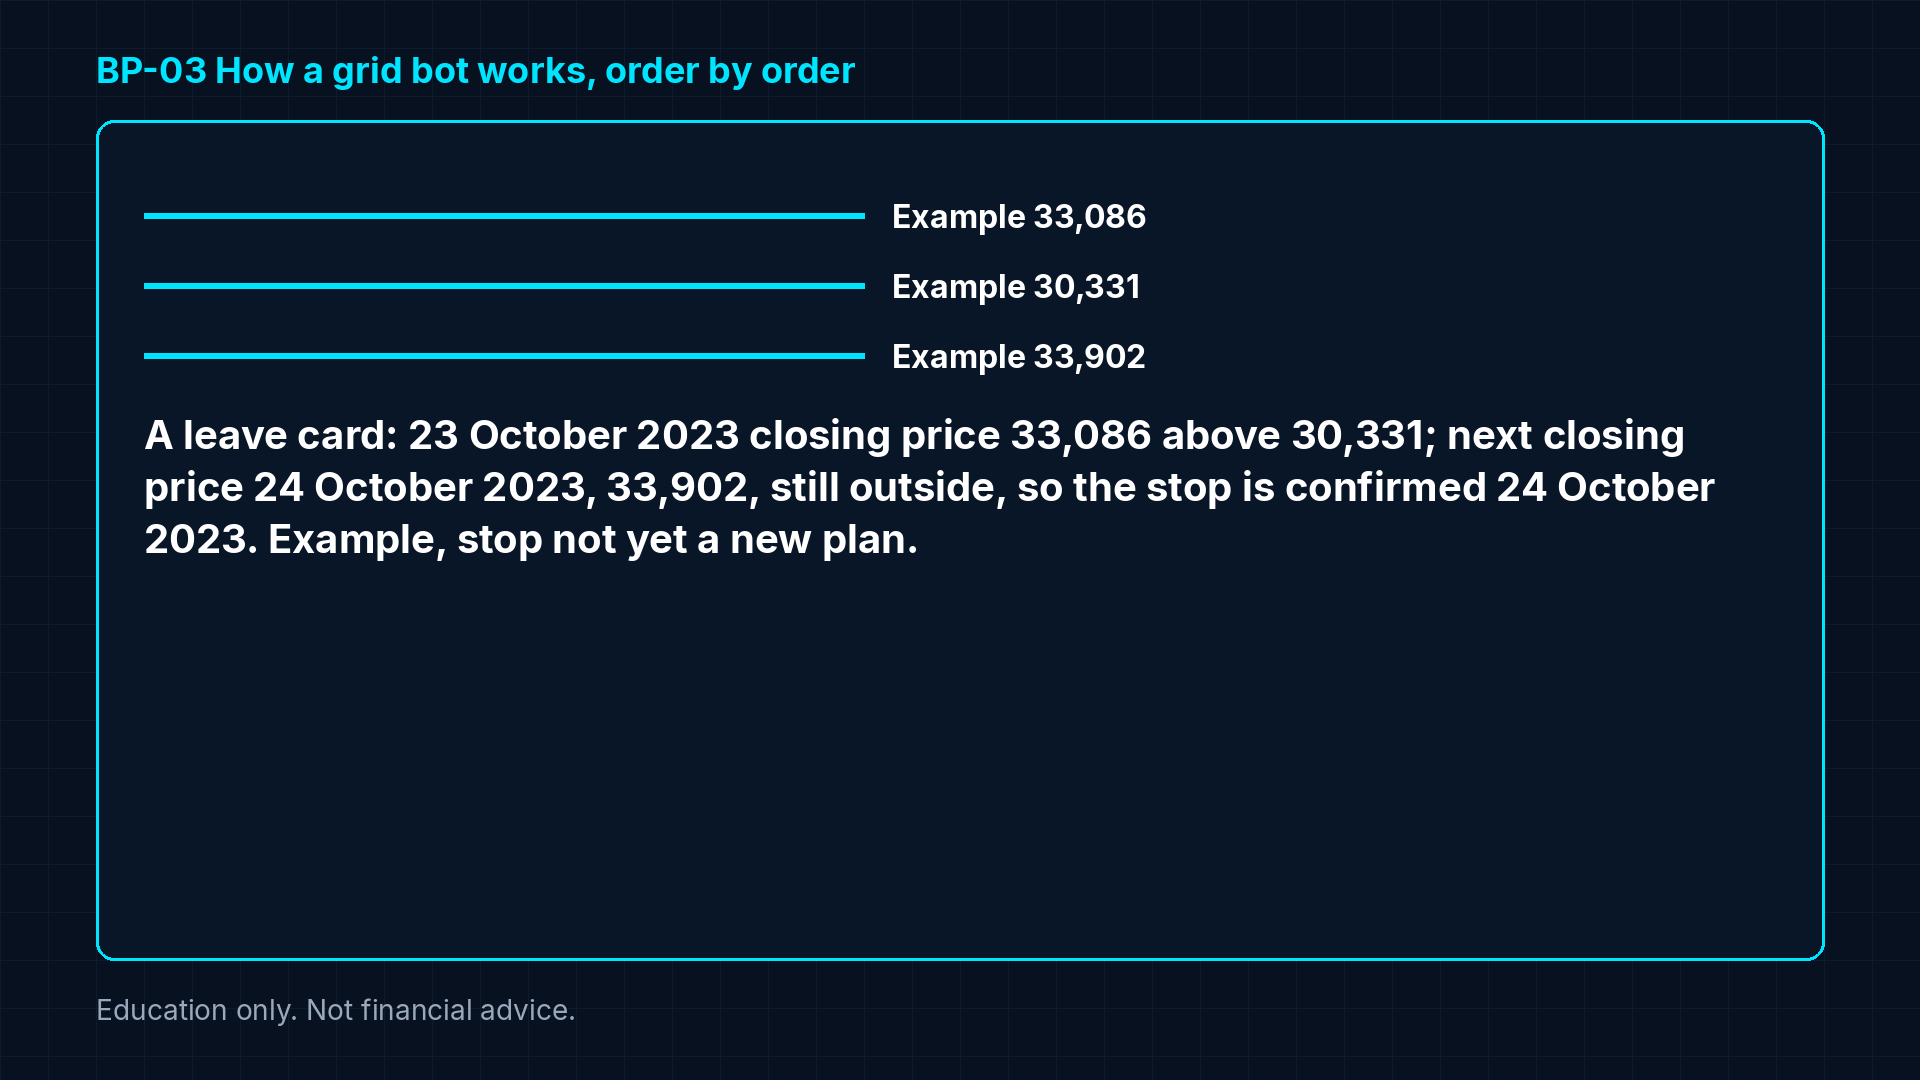 BP-03 How a grid bot works, order by order
Example 33,086
Example 30,331
Example 33,902
A leave card: 23 October 2023 closing price 33,086 above 30,331; next closing
price 24 October 2023, 33,902, still outside, so the stop is confirmed 24 October
2023. Example, stop not yet a new plan.
Education only. Not financial advice.